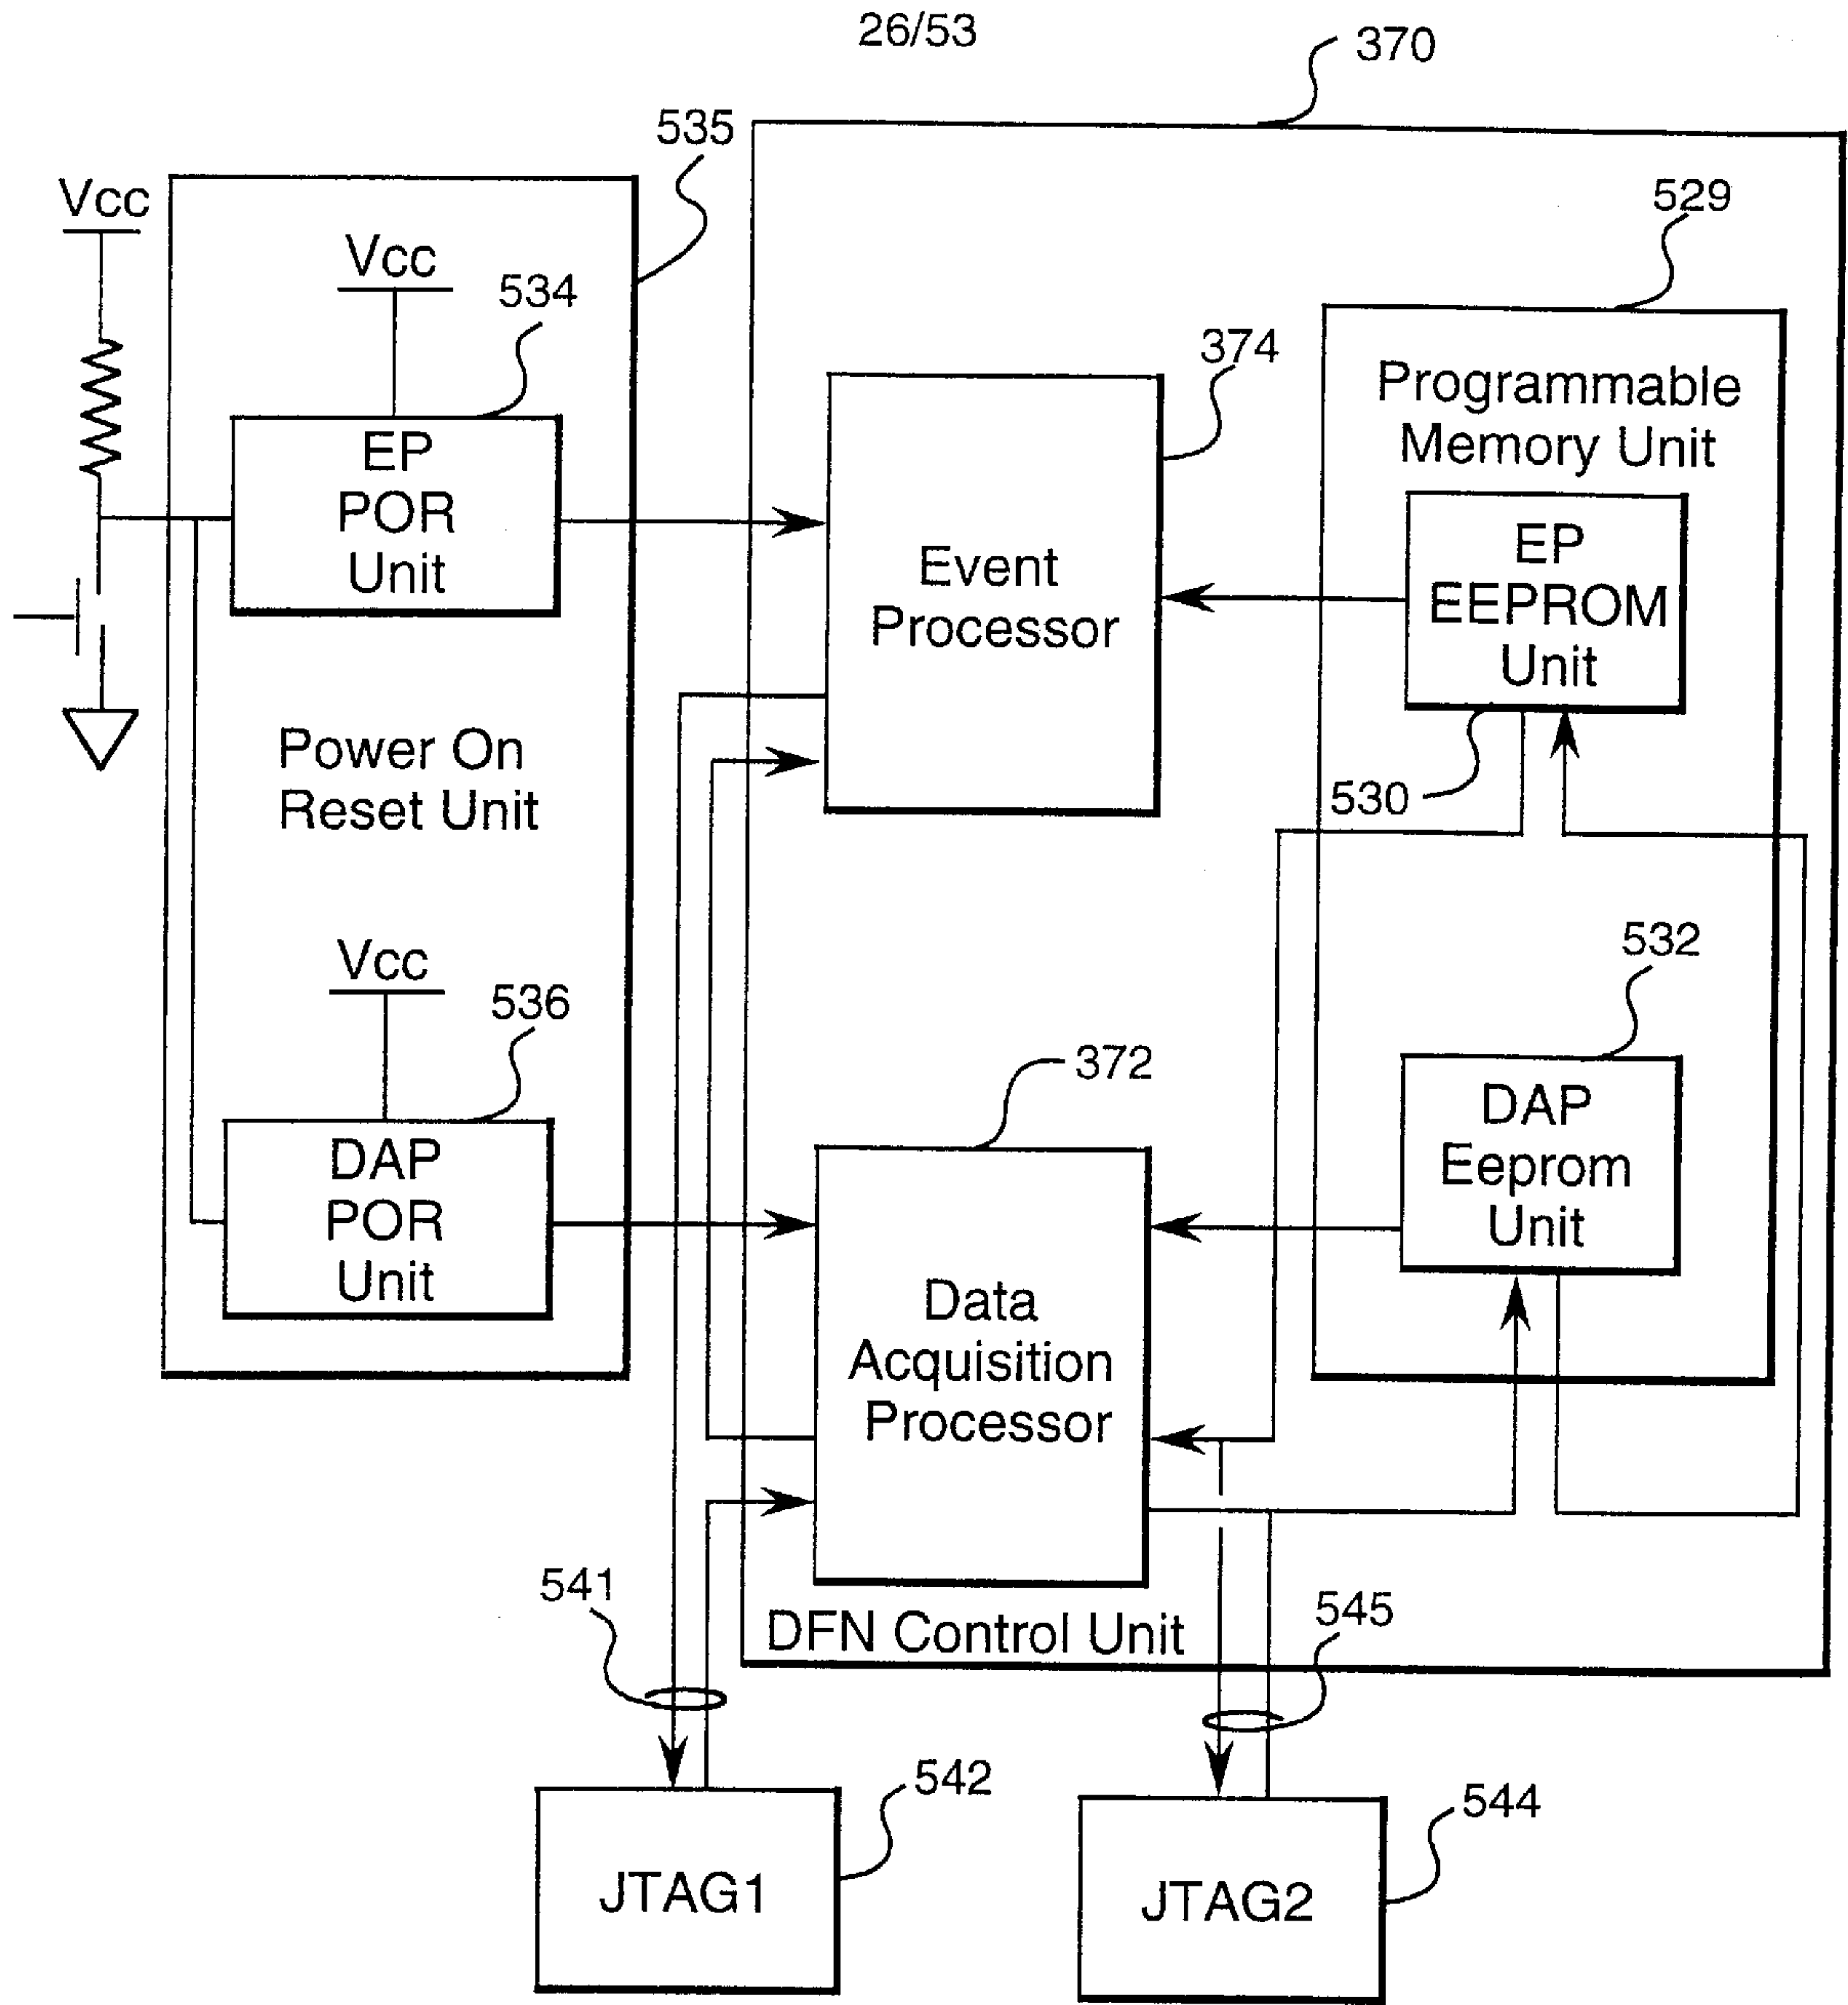 26/53
370
535
Vcc
529
Vcc
534
374
Programmable
Memory Unit
EP
POR
Unit
Event
Processor
EP
EEPROM
Unit
Power On
Reset Unit
530
532
Vcc
536
372
DAP
POR
Unit
DAP
Eeprom
Unit
Data
Acquisition
Processor
541
545
DFN Control Unit
542
544
JTAG1
JTAG2